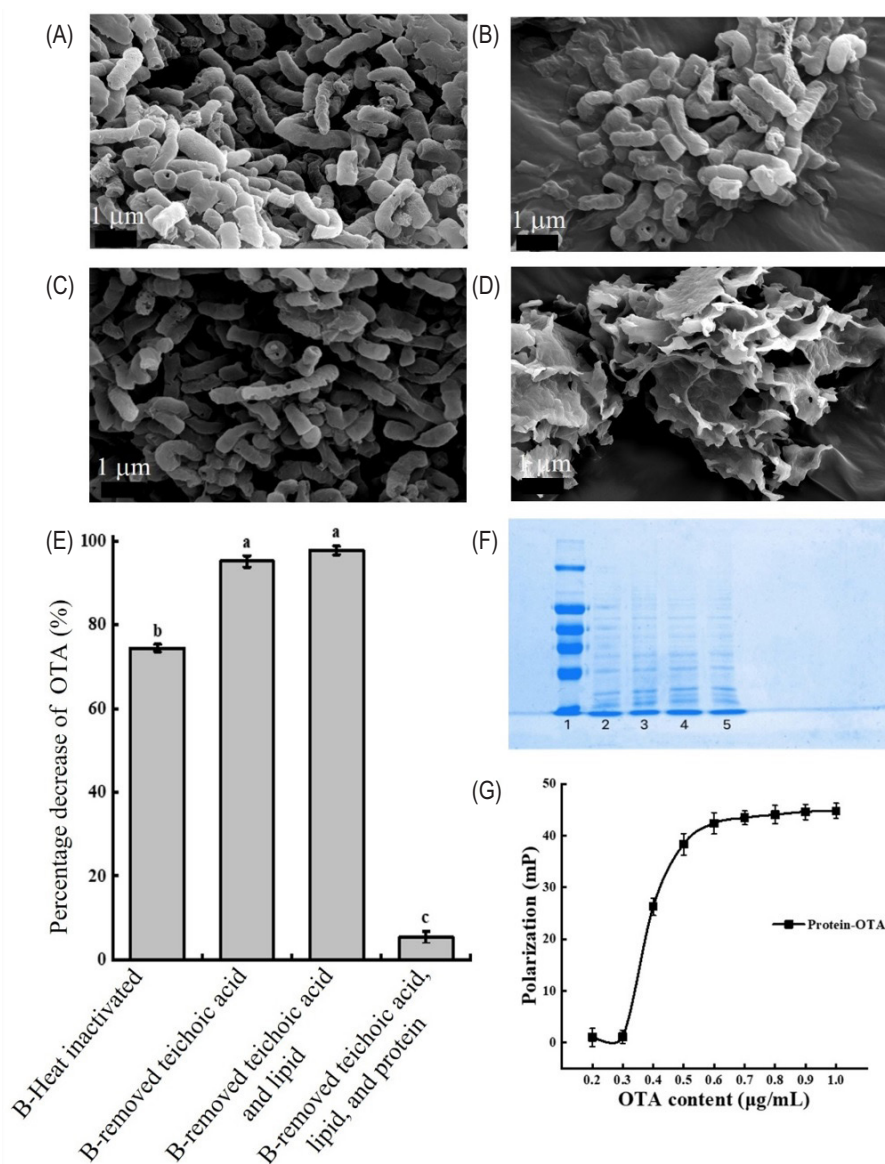 (A)
1 μm
(B)
1 μm
(C)
1 μm
(D)
1 μm
(E)
Percentage decrease of OTA (%)
100
80
60
40
20
0
b
a
a
c
B-Heat inactivated
B-removed teichoic acid
B-removed teichoic acid
and lipid
B-removed teichoic acid,
lipid, and protein
(F)
1 2 3 4 5
(G)
Polarization (mP)
50
40
30
20
10
0
Protein-OTA
0.2 0.3 0.4 0.5 0.6 0.7 0.8 0.9 1.0
OTA content (μg/mL)